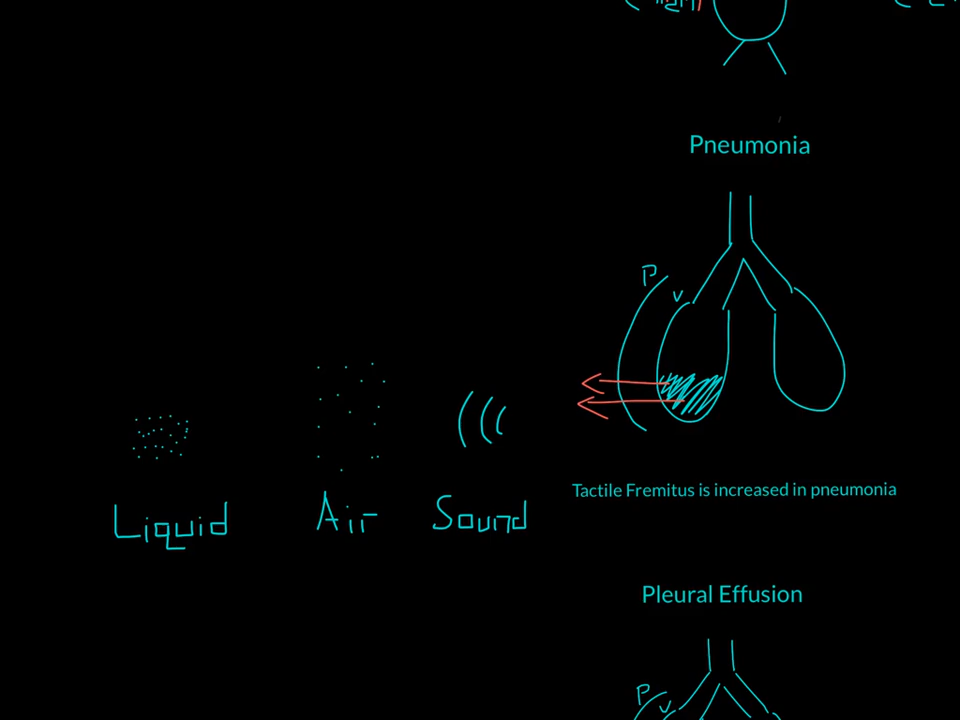 Pneumonia
P
v
Liquid
Air
Sound
Tactile Fremitus is increased in pneumonia
Pleural Effusion
P
v